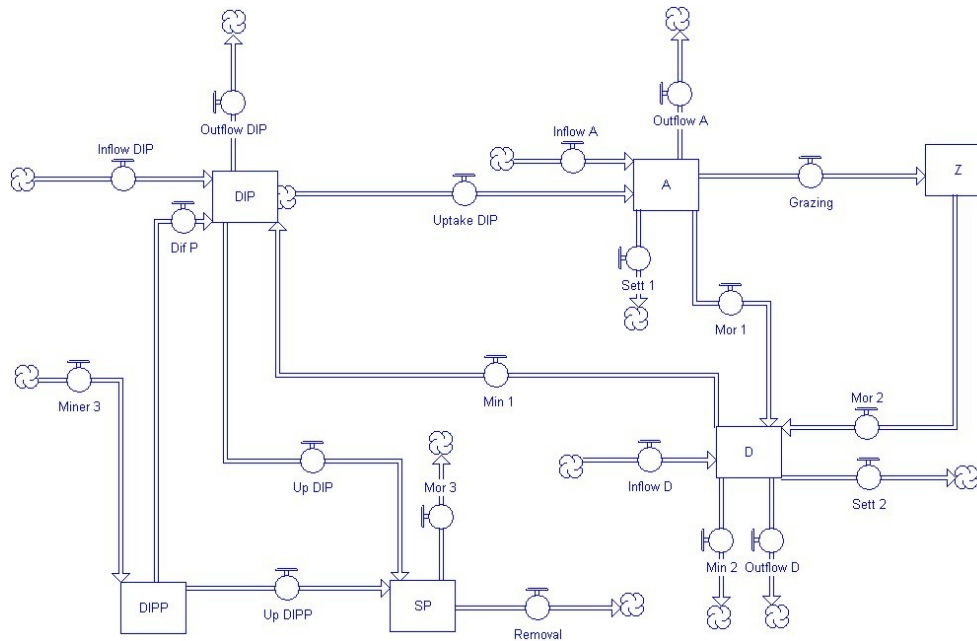 Outflow DIP
Outflow A
Inflow DIP
Inflow A
DIP
A
Z
Uptake DIP
Grazing
Dif P
Sett 1
Mor 1
Miner 3
Min 1
Mor 2
D
Up DIP
Mor 3
Inflow D
Sett 2
Min 2
Outflow D
DIPP
Up DIPP
SP
Removal